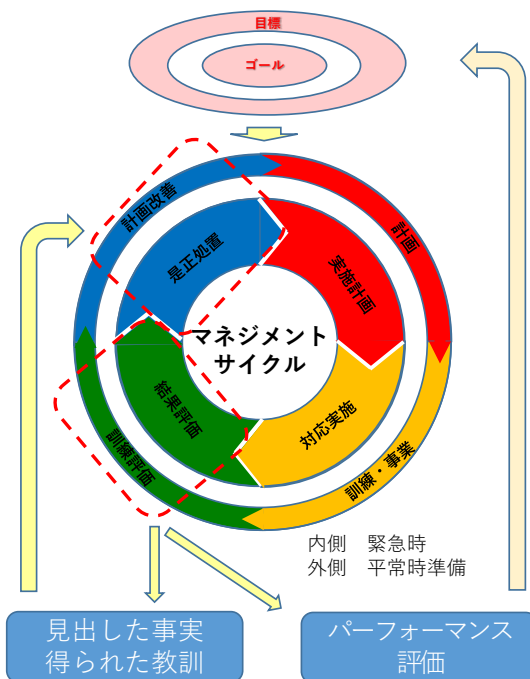 目標
ゴール
計画改善
計画
是正処置
実施計画
マネジメント
サイクル
結果評価
対応実施
訓練評価
訓練・事業
内側　緊急時
外側　平常時準備
見出した事実
得られた教訓
パーフォーマンス
評価